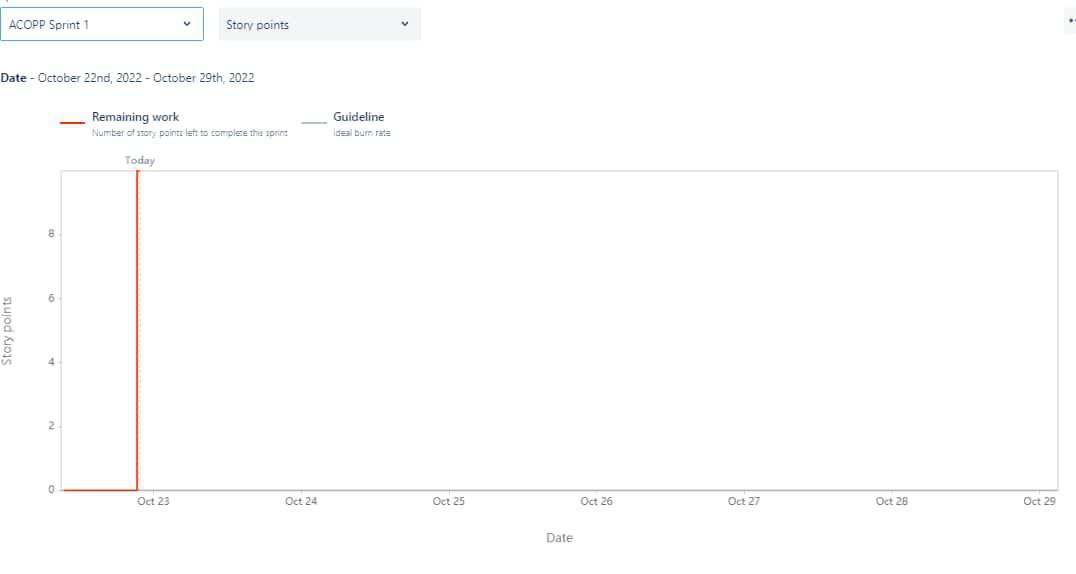 ACOPP Sprint 1
Story points
Date - October 22nd, 2022 - October 29th, 2022
Remaining work
Number of story points left to complete this sprint
Guideline
Ideal burn rate
Today
8
6
4
2
0
Story points
Oct 23
Oct 24
Oct 25
Oct 26
Oct 27
Oct 28
Oct 29
Date